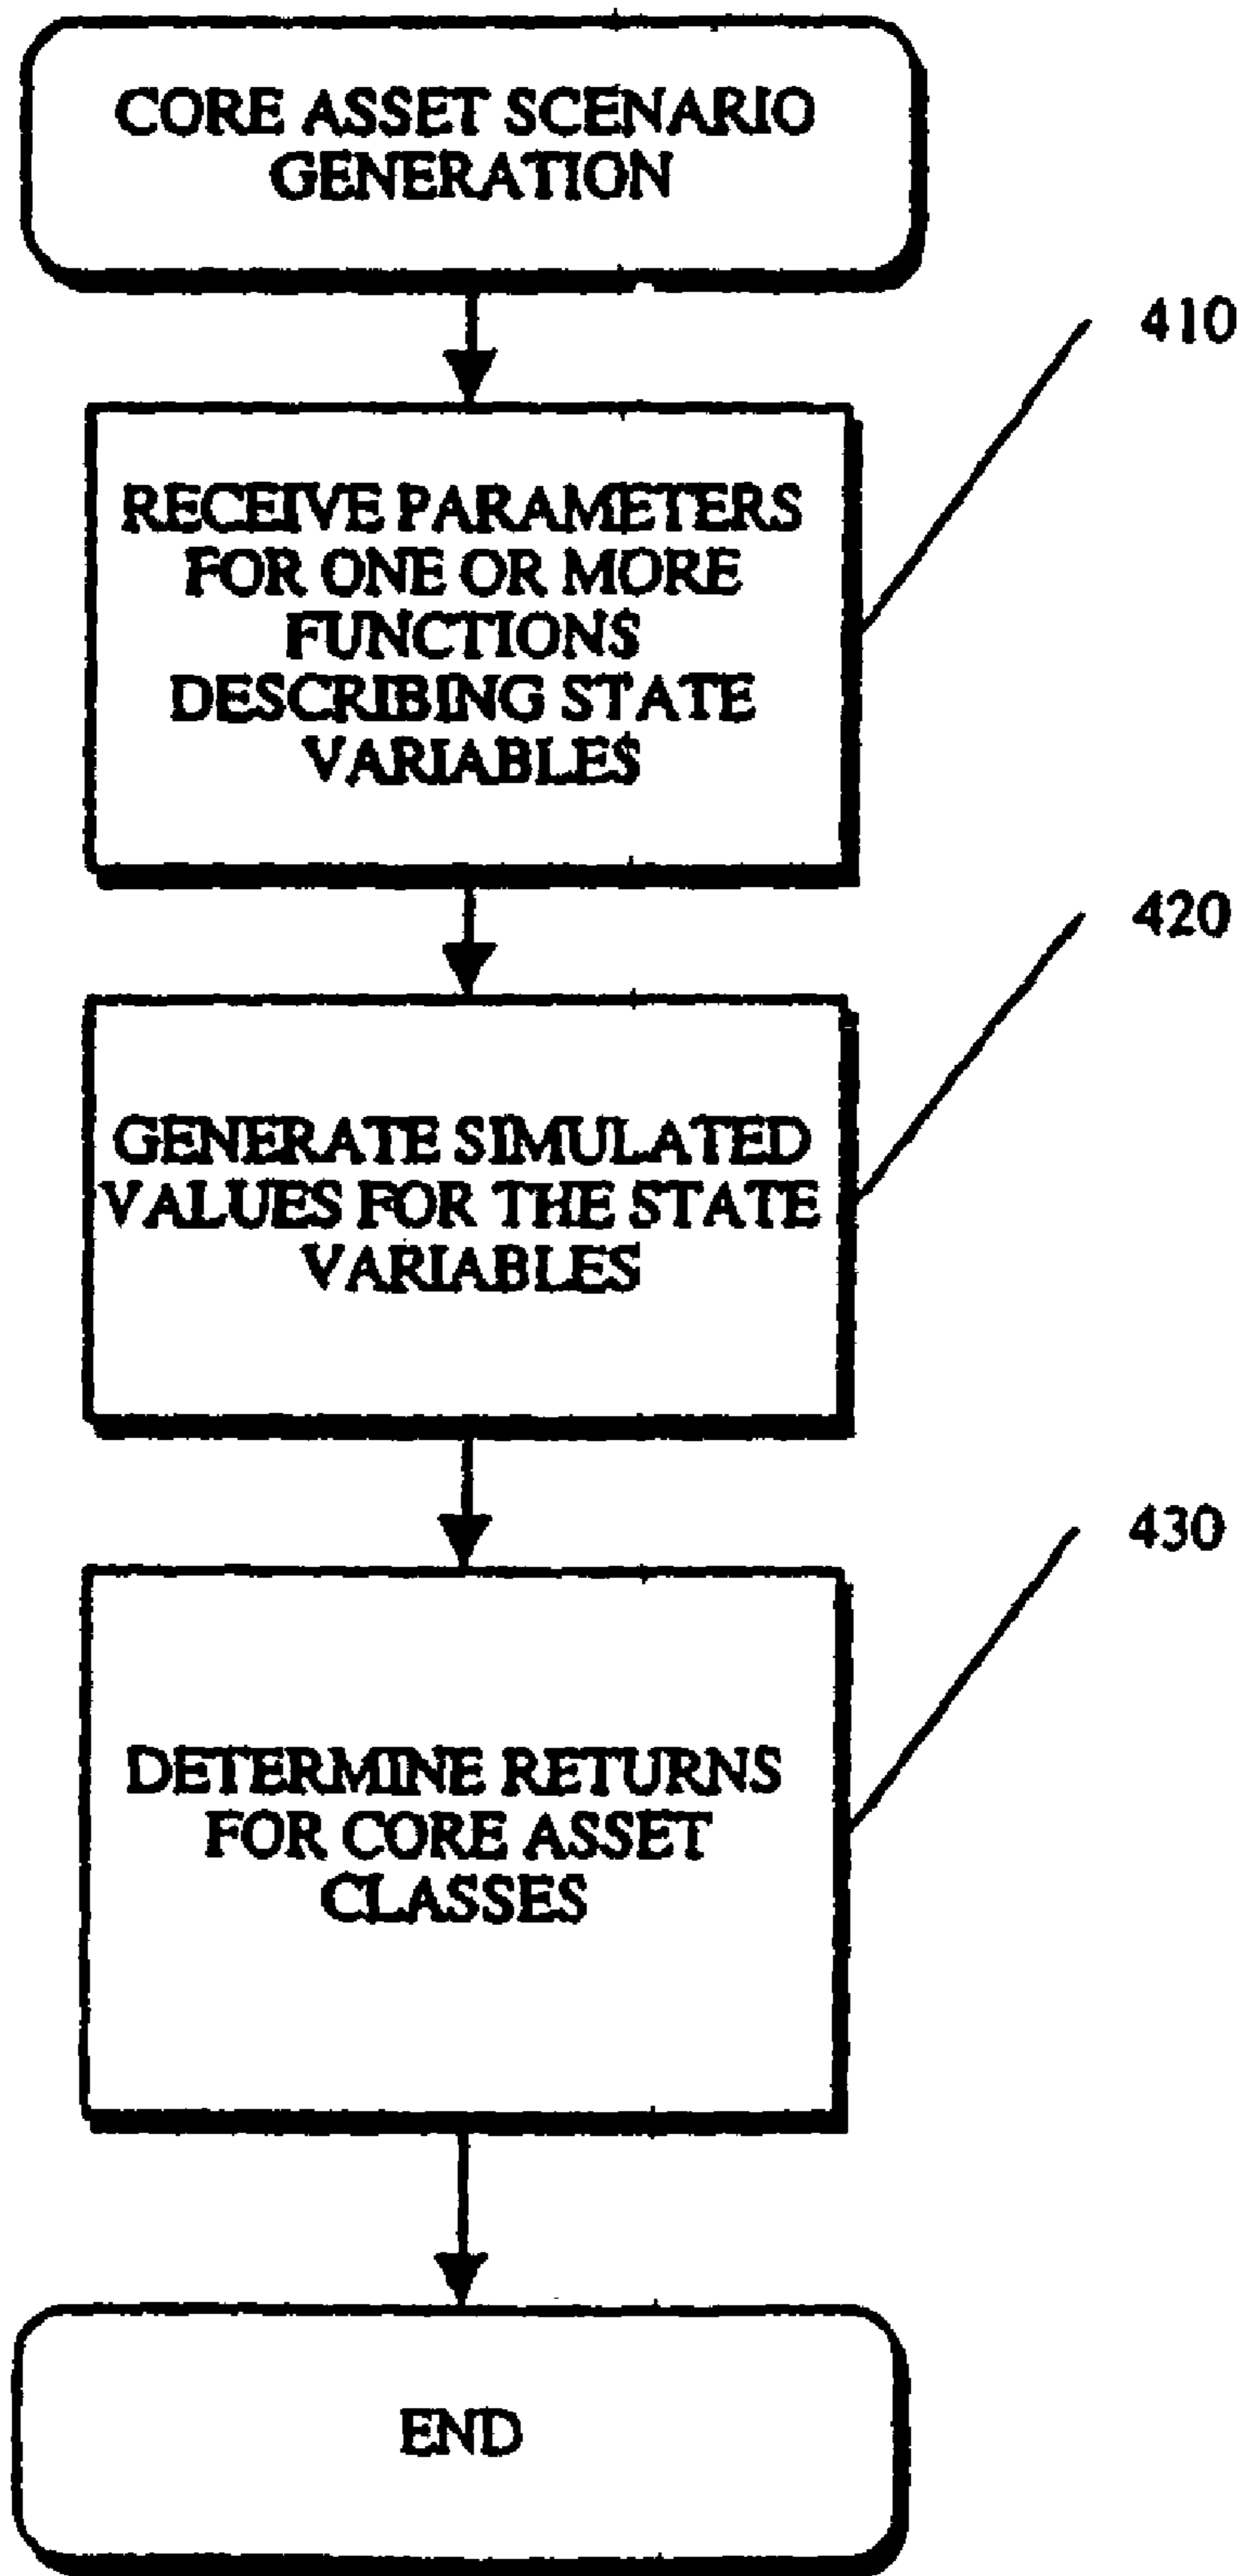 CORE ASSET SCENARIO
GENERATION
410
RECEIVE PARAMETERS
FOR ONE OR MORE
FUNCTIONS
DESCRIBING STATE
VARIABLES
420
GENERATE SIMULATED
VALUES FOR THE STATE
VARIABLES
430
DETERMINE RETURNS
FOR CORE ASSET
CLASSES
END